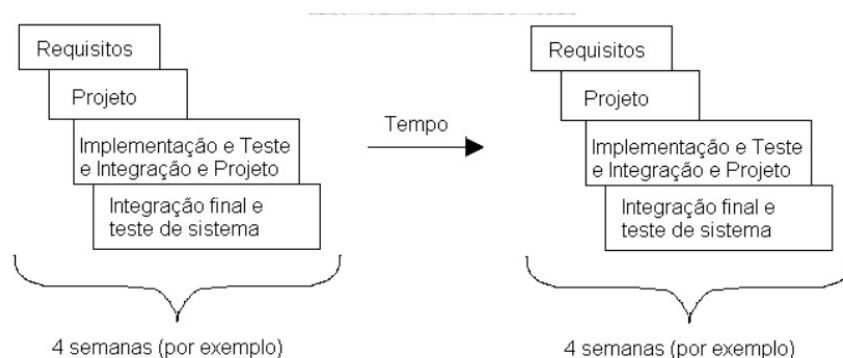 Requisitos
Projeto
Implementação e Teste
e Integração e Projeto
Integração final e
teste de sistema
4 semanas (por exemplo)
Tempo
Requisitos
Projeto
Implementação e Teste
e Integração e Projeto
Integração final e
teste de sistema
4 semanas (por exemplo)